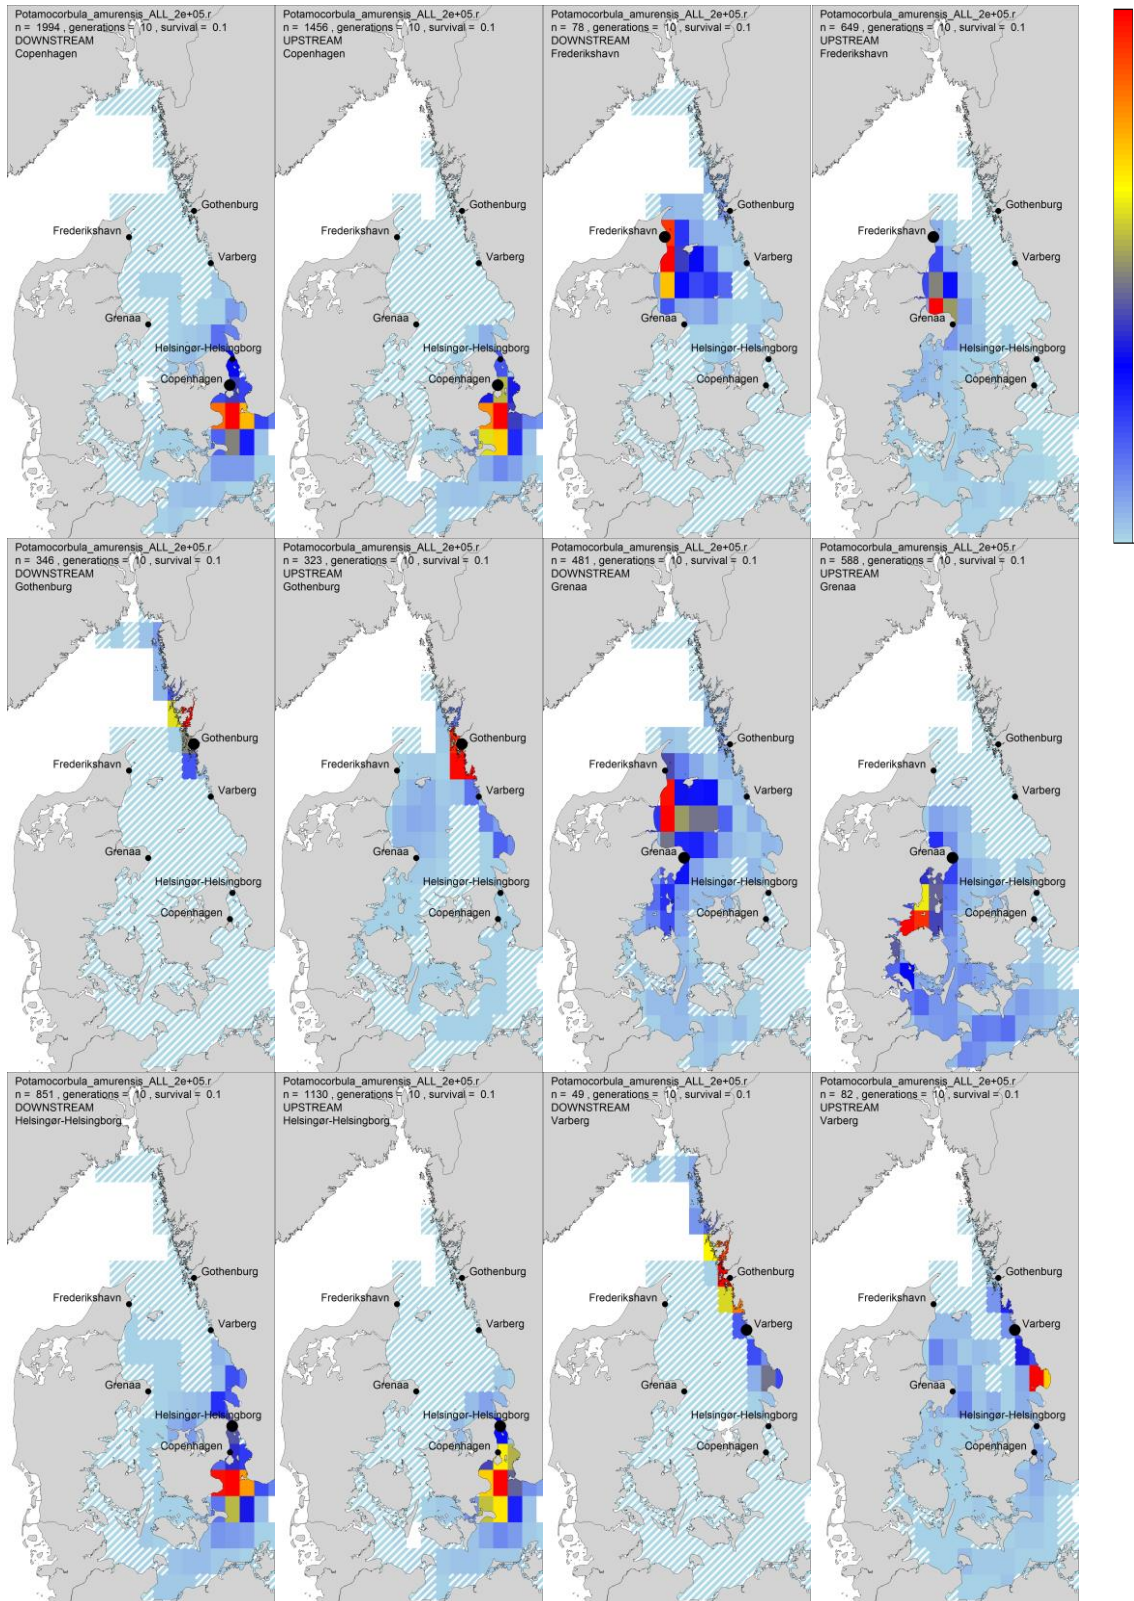 Potamocorbula_amurensis_ALL_2e+05.r
n = 1994 , generations = 10 , survival = 0.1
DOWNSTREAM
Copenhagen
Gothenburg
Frederikshavn
Varberg
Grenaa
Helsingør-Helsingborg
Copenhagen
Potamocorbula_amurensis_ALL_2e+05.r
n = 1456 , generations = 10 , survival = 0.1
UPSTREAM
Copenhagen
Gothenburg
Frederikshavn
Varberg
Grenaa
Helsingør-Helsingborg
Copenhagen
Potamocorbula_amurensis_ALL_2e+05.r
n = 78 , generations = 10 , survival = 0.1
DOWNSTREAM
Frederikshavn
Gothenburg
Frederikshavn
Varberg
Grenaa
Helsingør-Helsingborg
Copenhagen
Potamocorbula_amurensis_ALL_2e+05.r
n = 649 , generations = 10 , survival = 0.1
UPSTREAM
Frederikshavn
Gothenburg
Frederikshavn
Varberg
Grenaa
Helsingør-Helsingborg
Copenhagen
Potamocorbula_amurensis_ALL_2e+05.r
n = 346 , generations = 10 , survival = 0.1
DOWNSTREAM
Gothenburg
Gothenburg
Frederikshavn
Varberg
Grenaa
Helsingør-Helsingborg
Copenhagen
Potamocorbula_amurensis_ALL_2e+05.r
n = 323 , generations = 10 , survival = 0.1
UPSTREAM
Gothenburg
Gothenburg
Frederikshavn
Varberg
Grenaa
Helsingør-Helsingborg
Copenhagen
Potamocorbula_amurensis_ALL_2e+05.r
n = 481 , generations = 10 , survival = 0.1
DOWNSTREAM
Grenaa
Gothenburg
Frederikshavn
Varberg
Grenaa
Helsingør-Helsingborg
Copenhagen
Potamocorbula_amurensis_ALL_2e+05.r
n = 588 , generations = 10 , survival = 0.1
UPSTREAM
Grenaa
Gothenburg
Frederikshavn
Varberg
Grenaa
Helsingør-Helsingborg
Copenhagen
Potamocorbula_amurensis_ALL_2e+05.r
n = 851 , generations = 10 , survival = 0.1
DOWNSTREAM
Helsingør-Helsingborg
Gothenburg
Frederikshavn
Varberg
Grenaa
Helsingør-Helsingborg
Copenhagen
Potamocorbula_amurensis_ALL_2e+05.r
n = 1130 , generations = 10 , survival = 0.1
UPSTREAM
Helsingør-Helsingborg
Gothenburg
Frederikshavn
Varberg
Grenaa
Helsingør-Helsingborg
Copenhagen
Potamocorbula_amurensis_ALL_2e+05.r
n = 49 , generations = 10 , survival = 0.1
DOWNSTREAM
Varberg
Gothenburg
Frederikshavn
Varberg
Grenaa
Helsingør-Helsingborg
Copenhagen
Potamocorbula_amurensis_ALL_2e+05.r
n = 82 , generations = 10 , survival = 0.1
UPSTREAM
Varberg
Gothenburg
Frederikshavn
Varberg
Grenaa
Helsingør-Helsingborg
Copenhagen